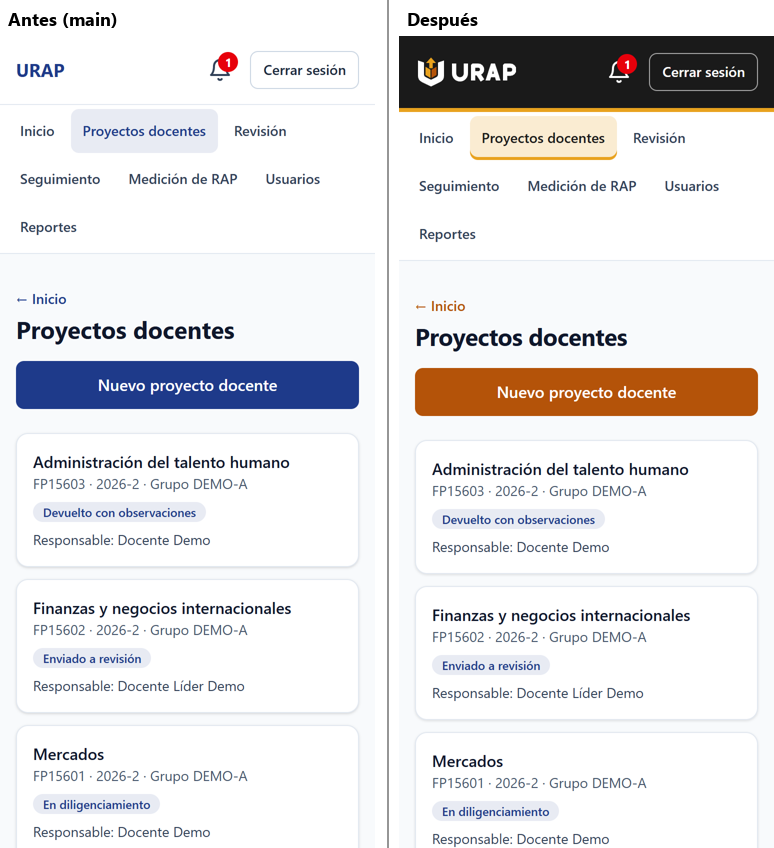 Antes (main)
URAP
1
Cerrar sesión
Inicio
Proyectos docentes
Revisión
Seguimiento
Medición de RAP
Usuarios
Reportes
← Inicio
Proyectos docentes
Nuevo proyecto docente
Administración del talento humano
FP15603 · 2026-2 · Grupo DEMO-A
Devuelto con observaciones
Responsable: Docente Demo
Finanzas y negocios internacionales
FP15602 · 2026-2 · Grupo DEMO-A
Enviado a revisión
Responsable: Docente Líder Demo
Mercados
FP15601 · 2026-2 · Grupo DEMO-A
En diligenciamiento
Responsable: Docente Demo
Después
URAP
1
Cerrar sesión
Inicio
Proyectos docentes
Revisión
Seguimiento
Medición de RAP
Usuarios
Reportes
← Inicio
Proyectos docentes
Nuevo proyecto docente
Administración del talento humano
FP15603 · 2026-2 · Grupo DEMO-A
Devuelto con observaciones
Responsable: Docente Demo
Finanzas y negocios internacionales
FP15602 · 2026-2 · Grupo DEMO-A
Enviado a revisión
Responsable: Docente Líder Demo
Mercados
FP15601 · 2026-2 · Grupo DEMO-A
En diligenciamiento
Responsable: Docente Demo